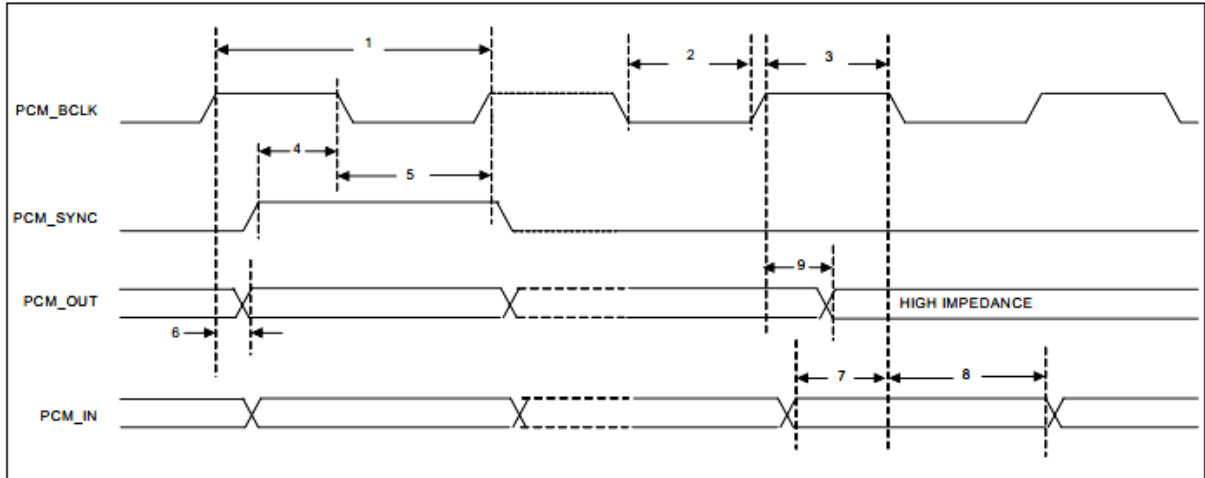 1
2
3
PCM_BCLK
4
5
PCM_SYNC
9
PCM_OUT
HIGH IMPEDANCE
6
7
8
PCM_IN